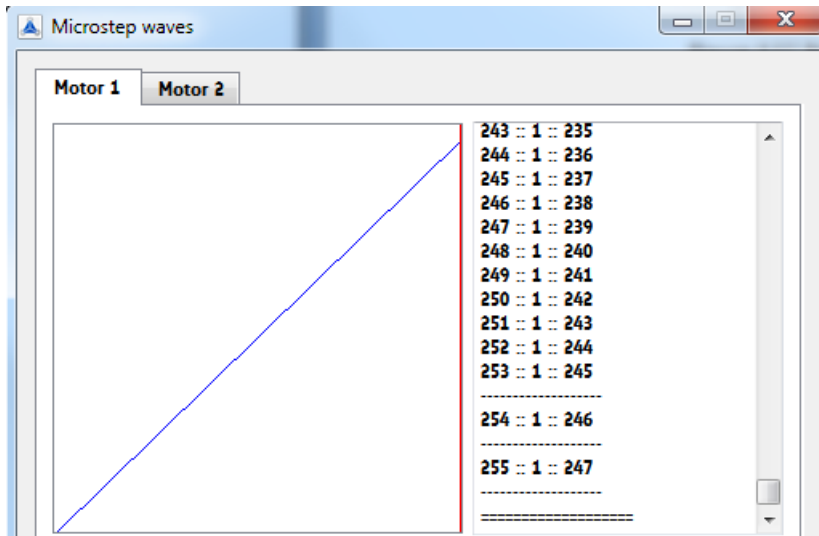 Microstep waves
Motor 1
Motor 2
243 :: 1 :: 235
244 :: 1 :: 236
245 :: 1 :: 237
246 :: 1 :: 238
247 :: 1 :: 239
248 :: 1 :: 240
249 :: 1 :: 241
250 :: 1 :: 242
251 :: 1 :: 243
252 :: 1 :: 244
253 :: 1 :: 245
-------------------
254 :: 1 :: 246
-------------------
255 :: 1 :: 247
-------------------
===================